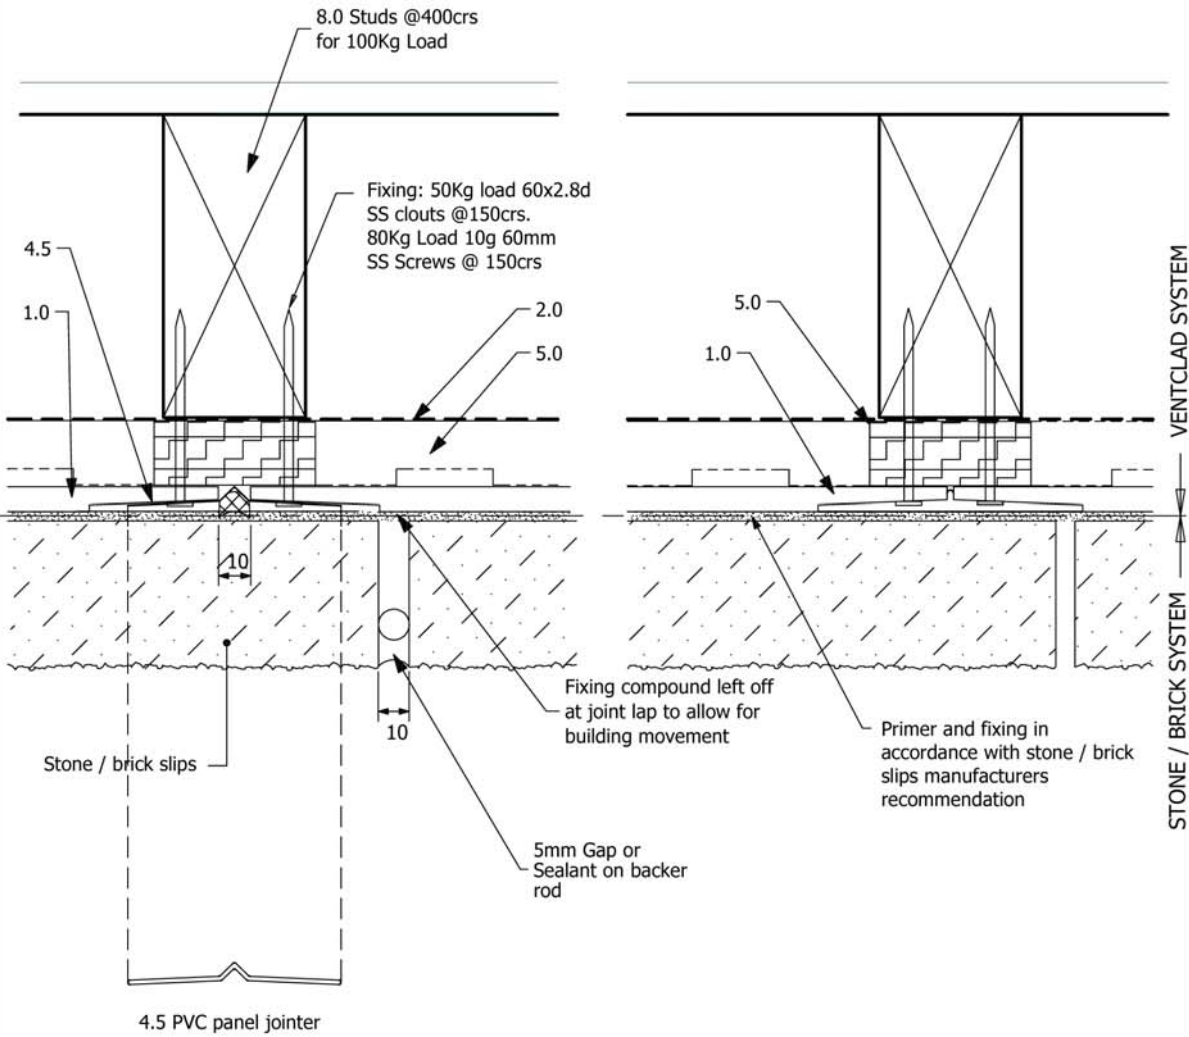 8.0 Studs @400crs
for 100Kg Load
Fixing: 50Kg load 60x2.8d
SS clouts @150crs.
80Kg Load 10g 60mm
SS Screws @ 150crs
4.5
1.0
2.0
5.0
5.0
1.0
VENTCLAD SYSTEM
STONE / BRICK SYSTEM
10
10
Fixing compound left off
at joint lap to allow for
building movement
Stone / brick slips
Primer and fixing in
accordance with stone / brick
slips manufacturers
recommendation
5mm Gap or
Sealant on backer
rod
4.5 PVC panel jointer